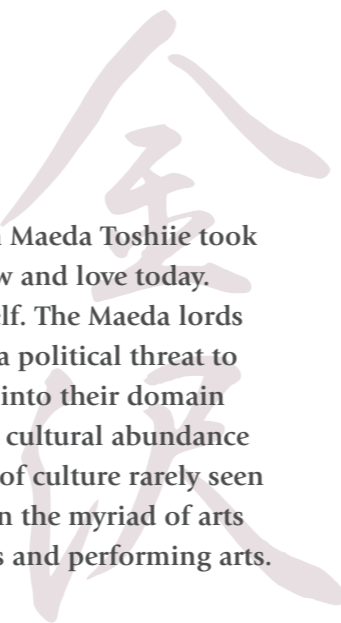 金沢
Maeda Toshiie took
and love today.
The Maeda lords
a political threat to
into their domain
cultural abundance
of culture rarely seen
the myriad of arts
and performing arts.